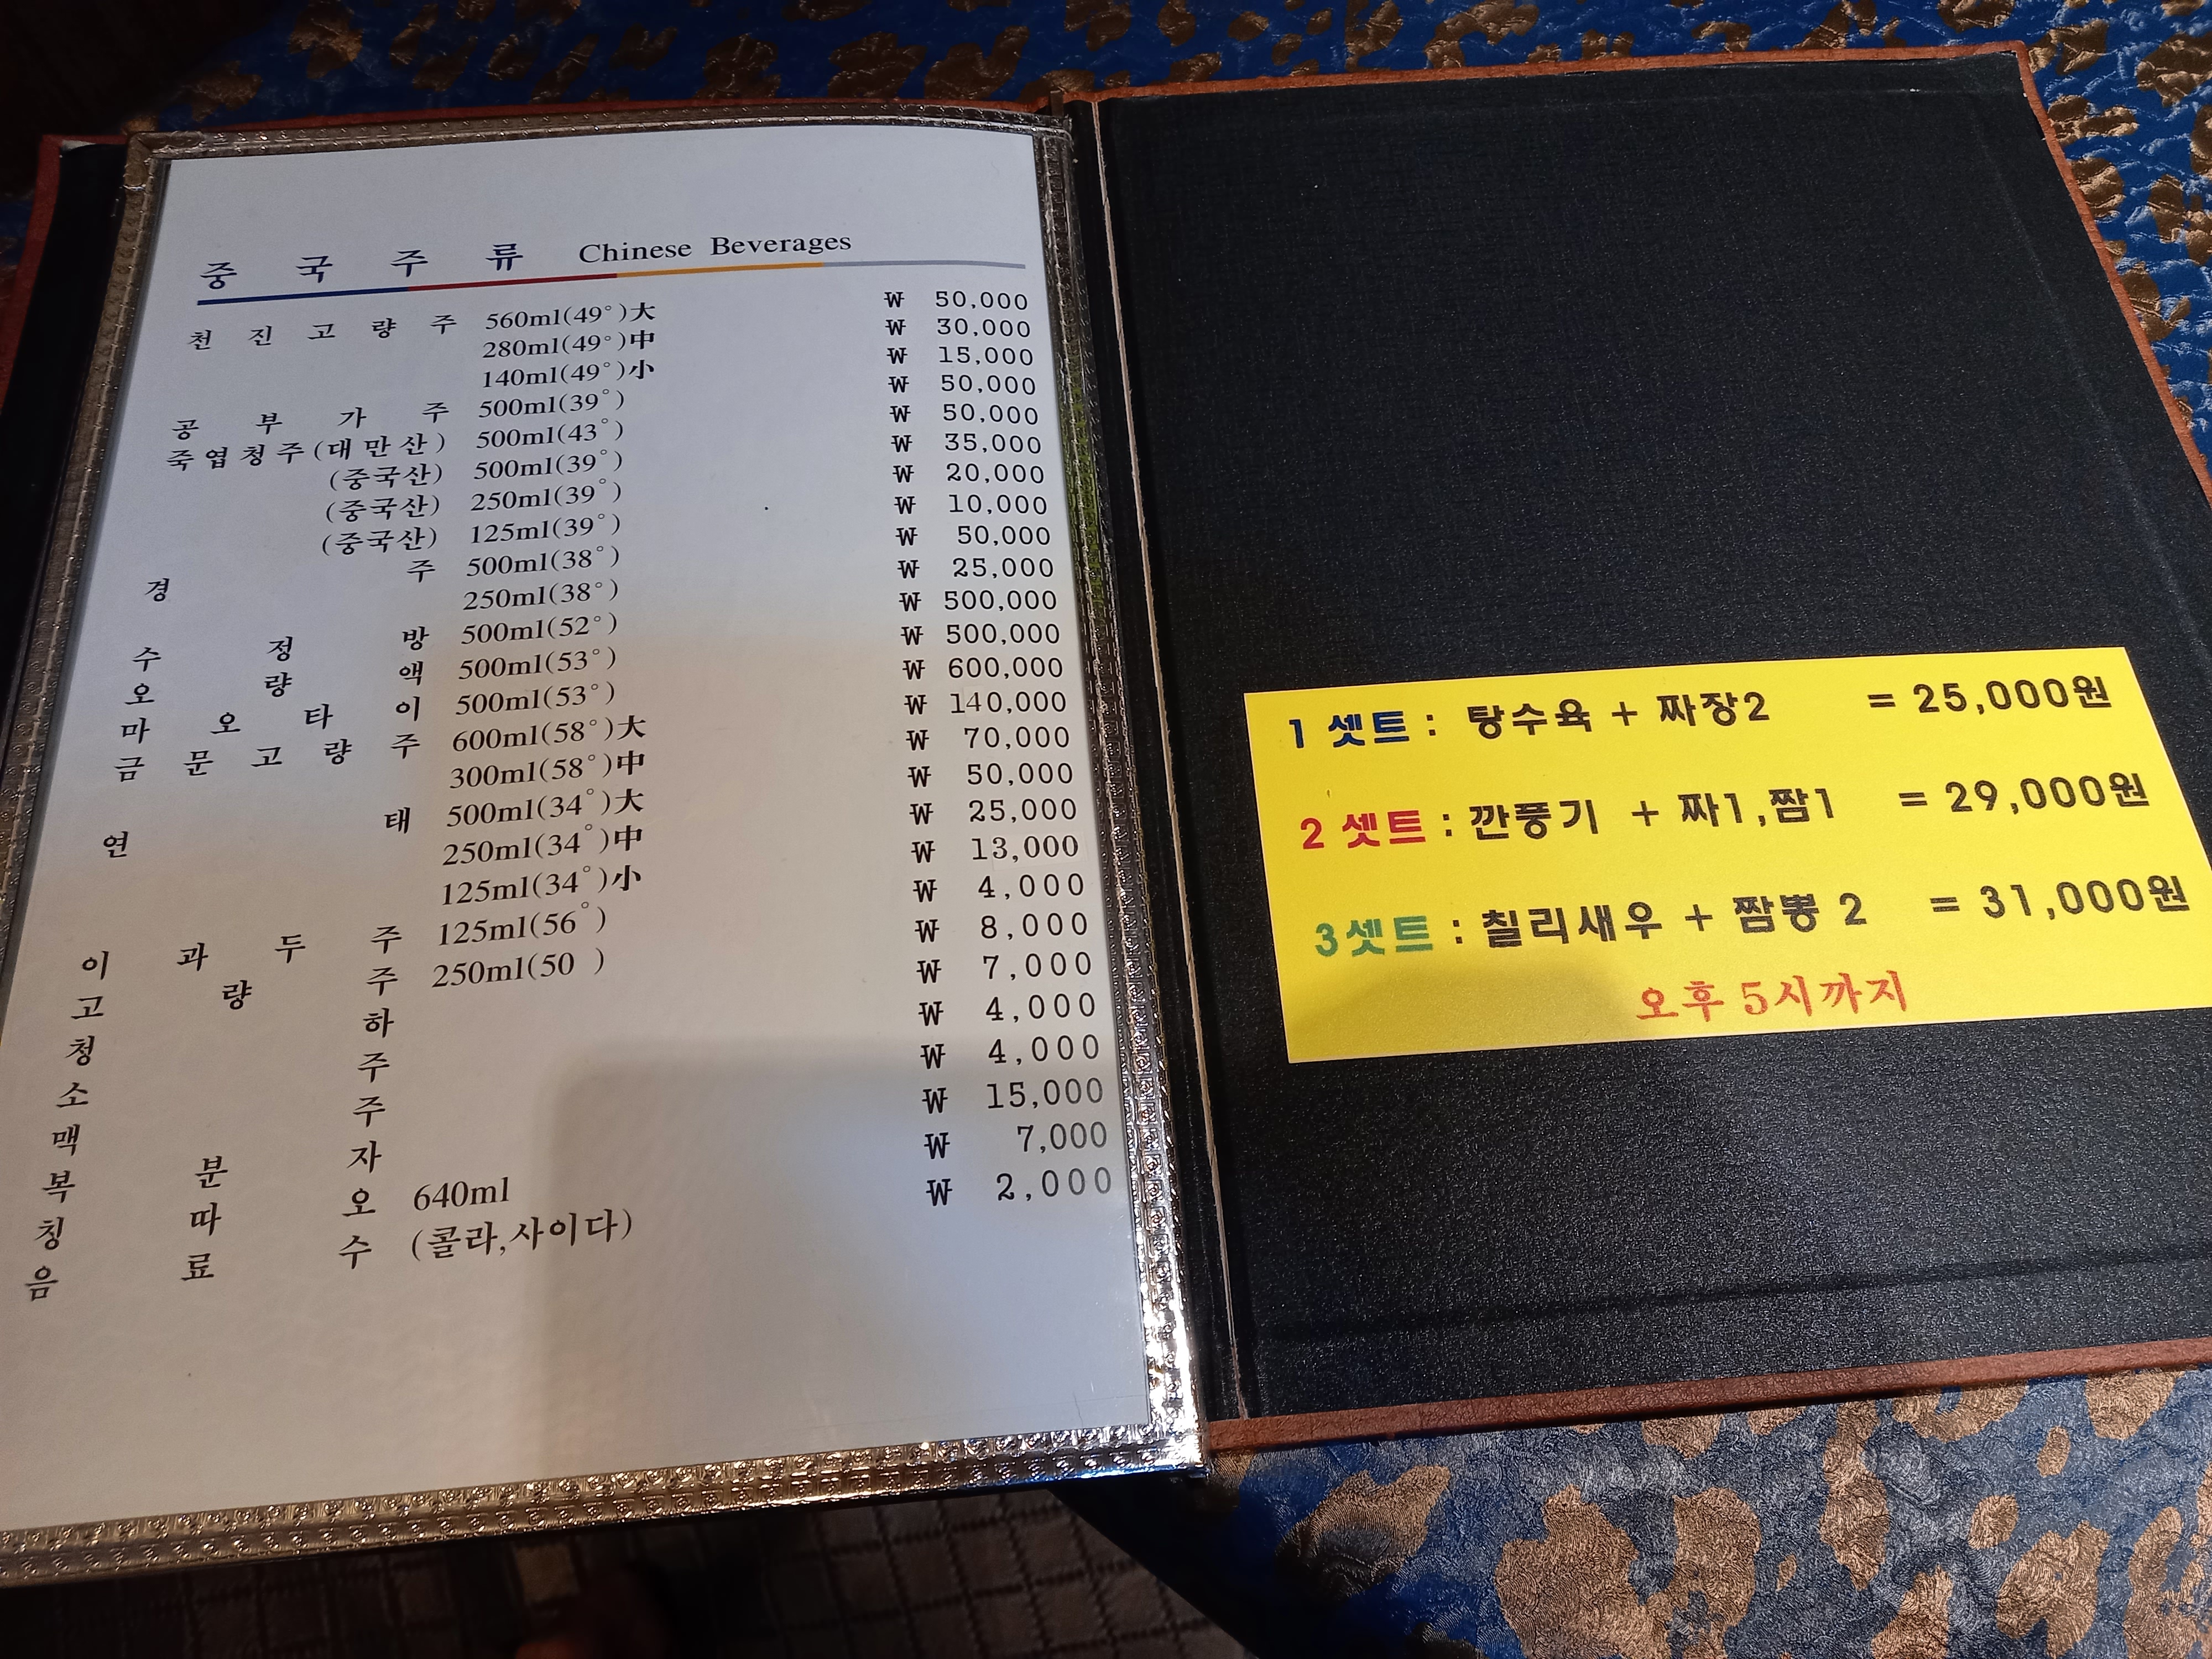 중국주류 Chinese Beverages
천진고량주 560ml(49°)大 ₩ 50,000
280ml(49°)中 ₩ 30,000
140ml(49°)小 ₩ 15,000
공부가주 500ml(39°) ₩ 50,000
죽엽청주(대만산) 500ml(43°) ₩ 50,000
(중국산) 500ml(39°) ₩ 35,000
(중국산) 250ml(39°) ₩ 20,000
(중국산) 125ml(39°) ₩ 10,000
경주 500ml(38°) ₩ 50,000
250ml(38°) ₩ 25,000
수정방 500ml(52°) ₩ 500,000
오량액 500ml(53°) ₩ 500,000
마오타이 500ml(53°) ₩ 600,000
금문고량주 600ml(58°)大 ₩ 140,000
300ml(58°)中 ₩ 70,000
연태 500ml(34°)大 ₩ 50,000
250ml(34°)中 ₩ 25,000
125ml(34°)小 ₩ 13,000
이과두주 125ml(56°) ₩ 4,000
고량주 250ml(50 ) ₩ 8,000
청하 ₩ 7,000
소주 ₩ 4,000
맥주 ₩ 4,000
복분자 ₩ 15,000
칭따오 640ml ₩ 7,000
음료수 (콜라,사이다) ₩ 2,000
1 셋트 : 탕수육 + 짜장2 = 25,000원
2 셋트 : 깐풍기 + 짜1,짬1 = 29,000원
3셋트 : 칠리새우 + 짬뽕 2 = 31,000원
오후 5시까지